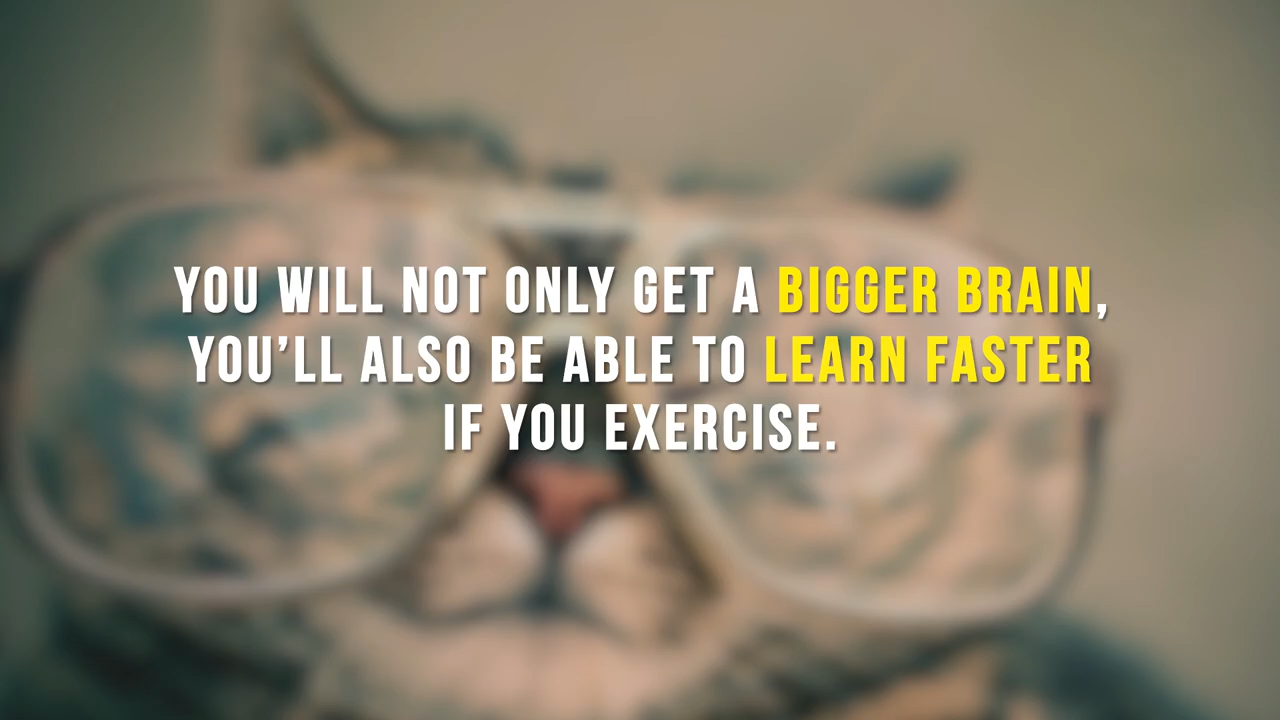 YOU WILL NOT ONLY GET A BIGGER BRAIN,
YOU'LL ALSO BE ABLE TO LEARN FASTER
IF YOU EXERCISE.